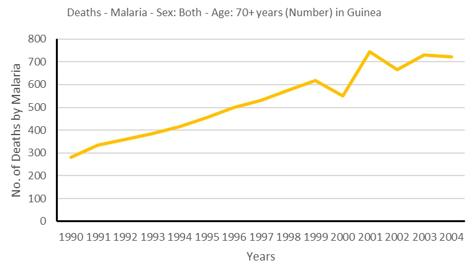 Deaths - Malaria - Sex: Both - Age: 70+ years (Number) in Guinea
800
700
600
500
400
300
200
100
0
No. of Deaths by Malaria
1990 1991 1992 1993 1994 1995 1996 1997 1998 1999 2000 2001 2002 2003 2004
Years